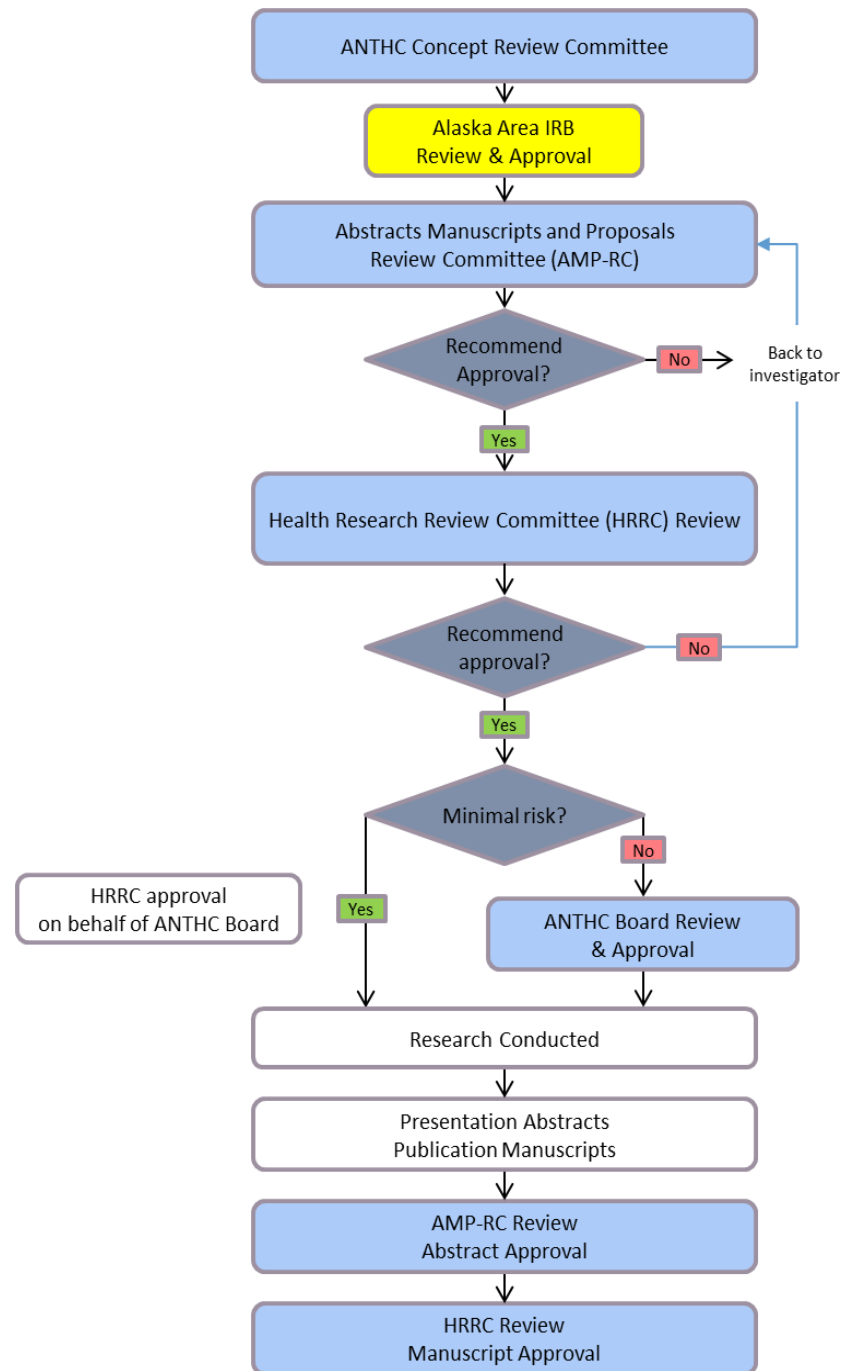 ANTHC Concept Review Committee
Alaska Area IRB
Review & Approval
Abstracts Manuscripts and Proposals
Review Committee (AMP-RC)
Recommend
Approval?
No
Back to
investigator
Yes
Health Research Review Committee (HRRC) Review
Recommend
approval?
No
Yes
Minimal risk?
No
HRRC approval
on behalf of ANTHC Board
Yes
ANTHC Board Review
& Approval
Research Conducted
Presentation Abstracts
Publication Manuscripts
AMP-RC Review
Abstract Approval
HRRC Review
Manuscript Approval